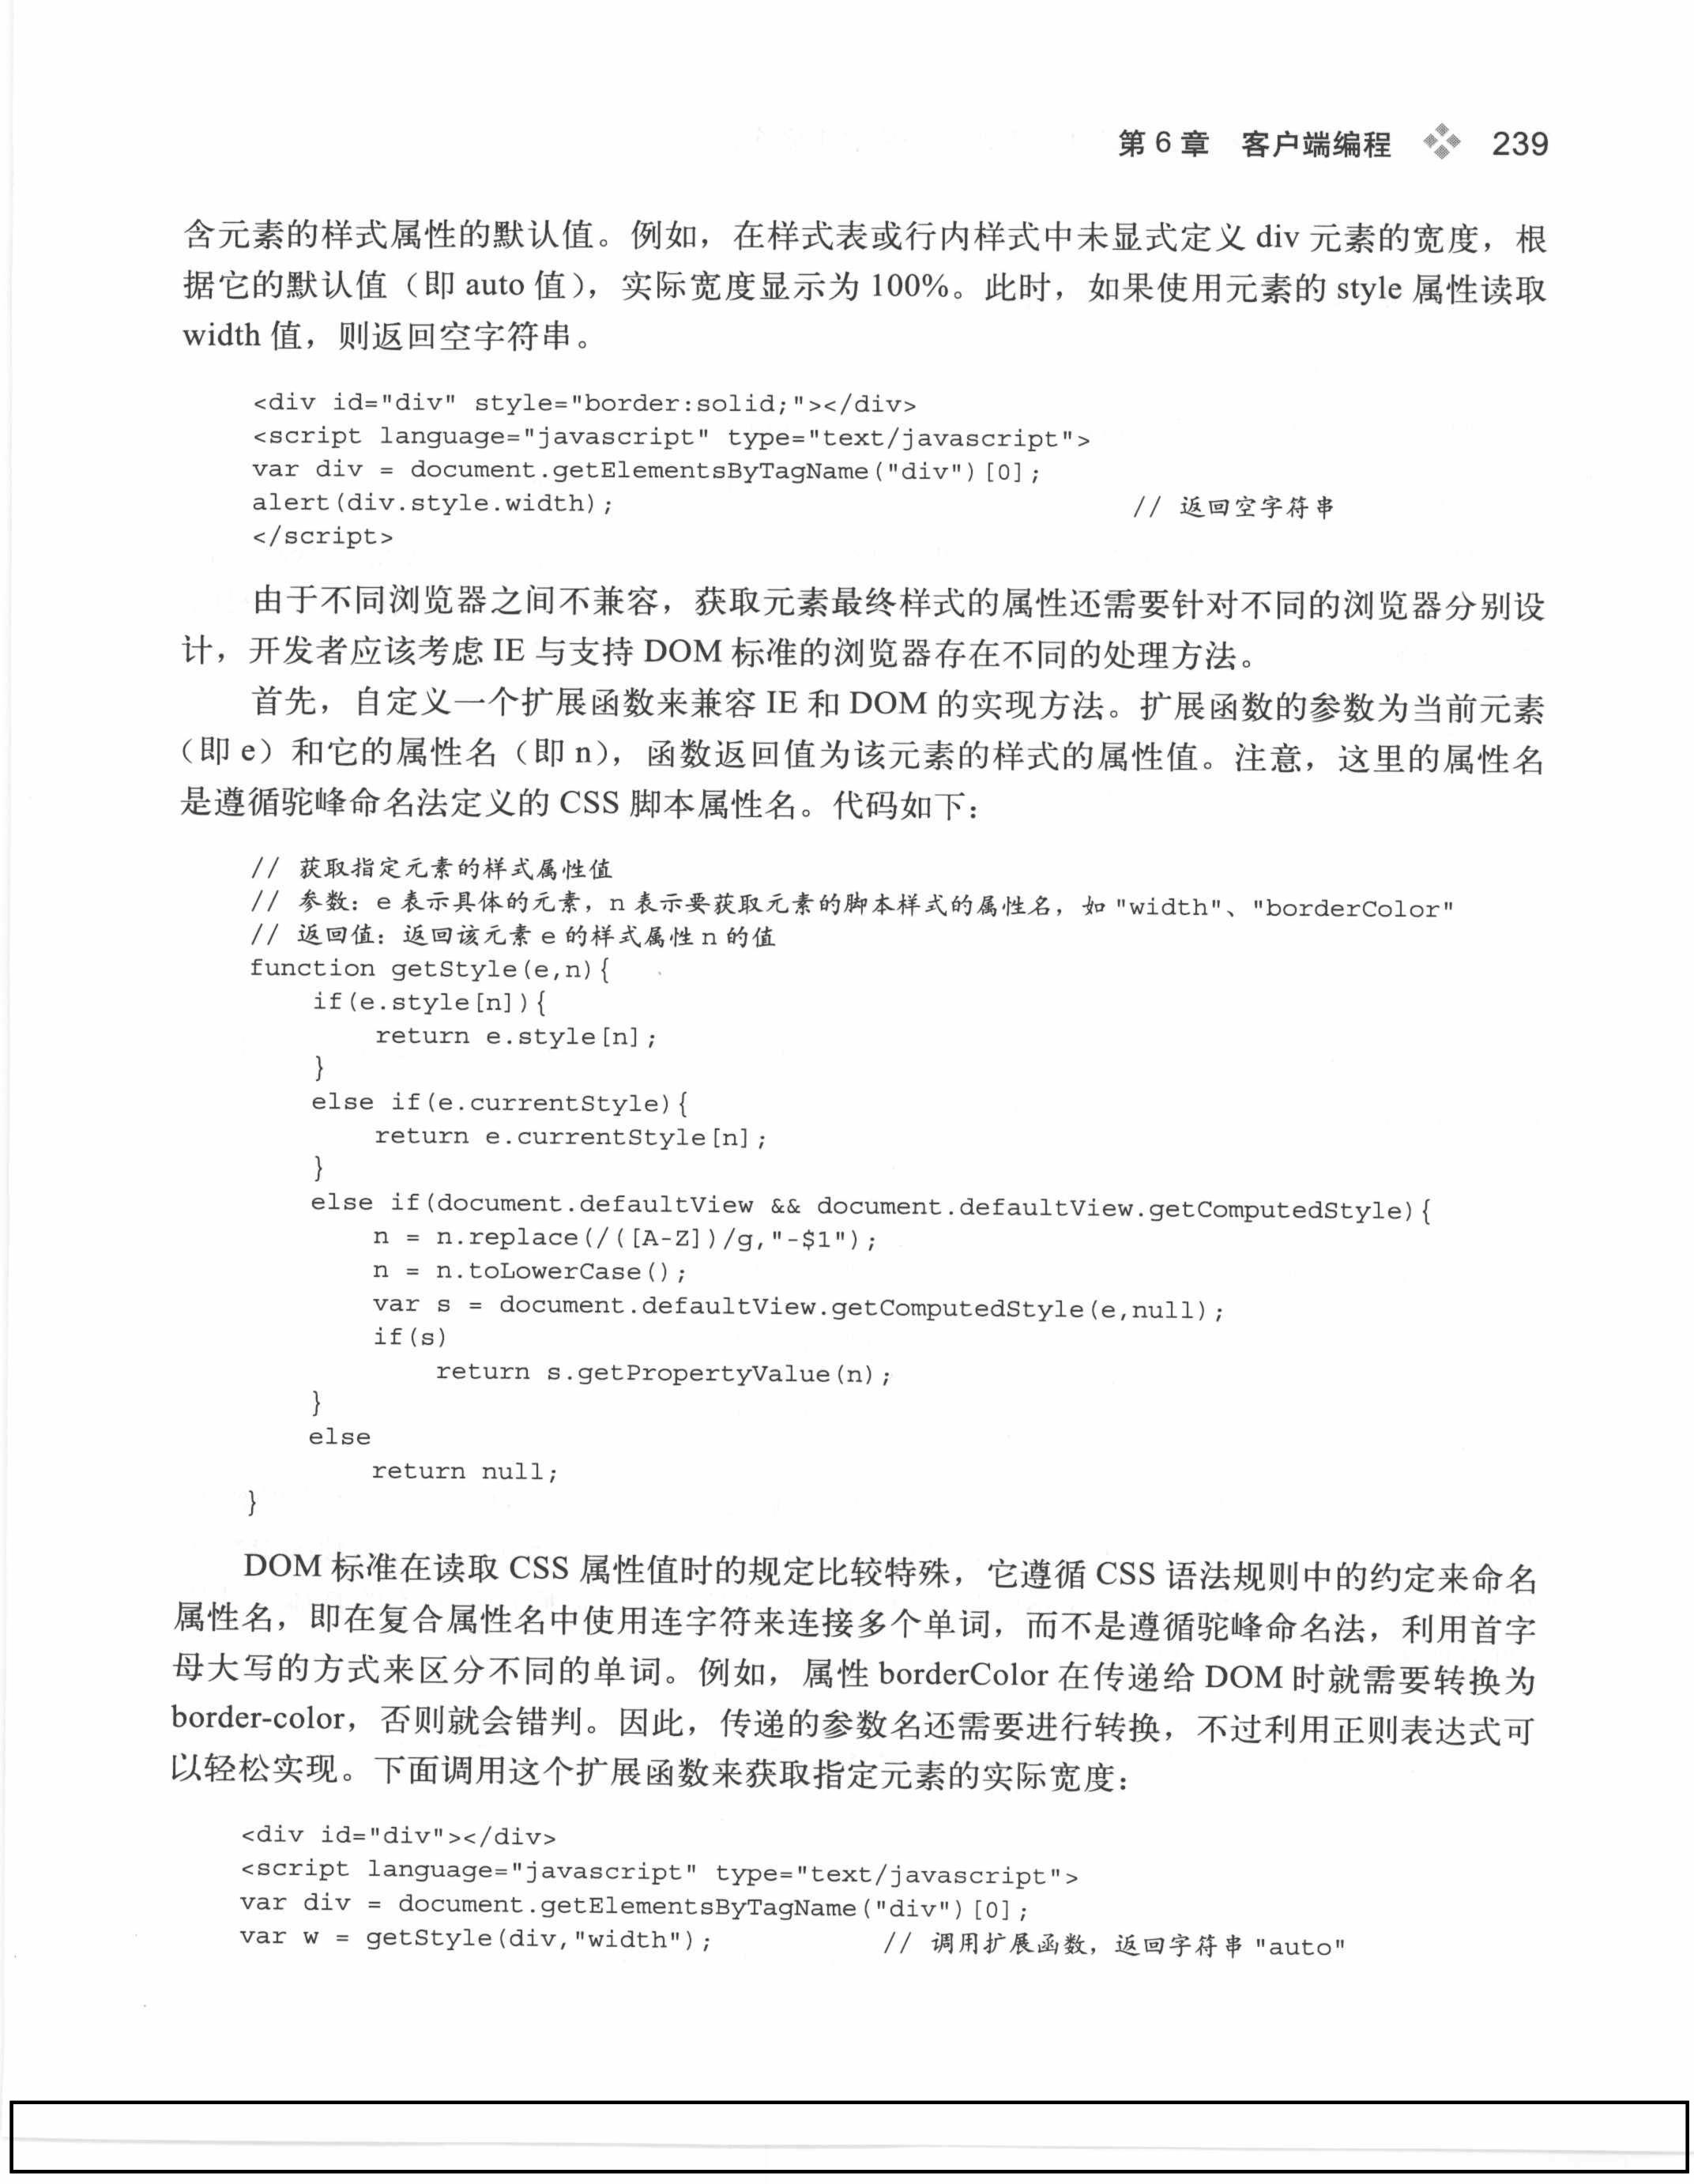 第 6 章　客户端编程　239
含元素的样式属性的默认值。例如，在样式表或行内样式中未显式定义 div 元素的宽度，根
据它的默认值（即 auto 值），实际宽度显示为 100%。此时，如果使用元素的 style 属性读取
width 值，则返回空字符串。
<div id="div" style="border:solid;"></div>
<script language="javascript" type="text/javascript">
var div = document.getElementsByTagName("div")[0];
alert(div.style.width);　// 返回空字符串
</script>
由于不同浏览器之间不兼容，获取元素最终样式的属性还需要针对不同的浏览器分别设
计，开发者应该考虑 IE 与支持 DOM 标准的浏览器存在不同的处理方法。
首先，自定义一个扩展函数来兼容 IE 和 DOM 的实现方法。扩展函数的参数为当前元素
（即 e）和它的属性名（即 n），函数返回值为该元素的样式的属性值。注意，这里的属性名
是遵循驼峰命名法定义的 CSS 脚本属性名。代码如下：
// 获取指定元素的样式属性值
// 参数：e 表示具体的元素，n 表示要获取元素的脚本样式的属性名，如 "width"、"borderColor"
// 返回值：返回该元素 e 的样式属性 n 的值
function getStyle(e,n){
    if(e.style[n]){
        return e.style[n];
    }
    else if(e.currentStyle){
        return e.currentStyle[n];
    }
    else if(document.defaultView && document.defaultView.getComputedStyle){
        n = n.replace(/([A-Z])/g,"-$1");
        n = n.toLowerCase();
        var s = document.defaultView.getComputedStyle(e,null);
        if(s)
            return s.getPropertyValue(n);
    }
    else
        return null;
}
DOM 标准在读取 CSS 属性值时的规定比较特殊，它遵循 CSS 语法规则中的约定来命名
属性名，即在复合属性名中使用连字符来连接多个单词，而不是遵循驼峰命名法，利用首字
母大写的方式来区分不同的单词。例如，属性 borderColor 在传递给 DOM 时就需要转换为
border-color，否则就会错判。因此，传递的参数名还需要进行转换，不过利用正则表达式可
以轻松实现。下面调用这个扩展函数来获取指定元素的实际宽度：
<div id="div"></div>
<script language="javascript" type="text/javascript">
var div = document.getElementsByTagName("div")[0];
var w = getStyle(div,"width");　// 调用扩展函数，返回字符串 "auto"